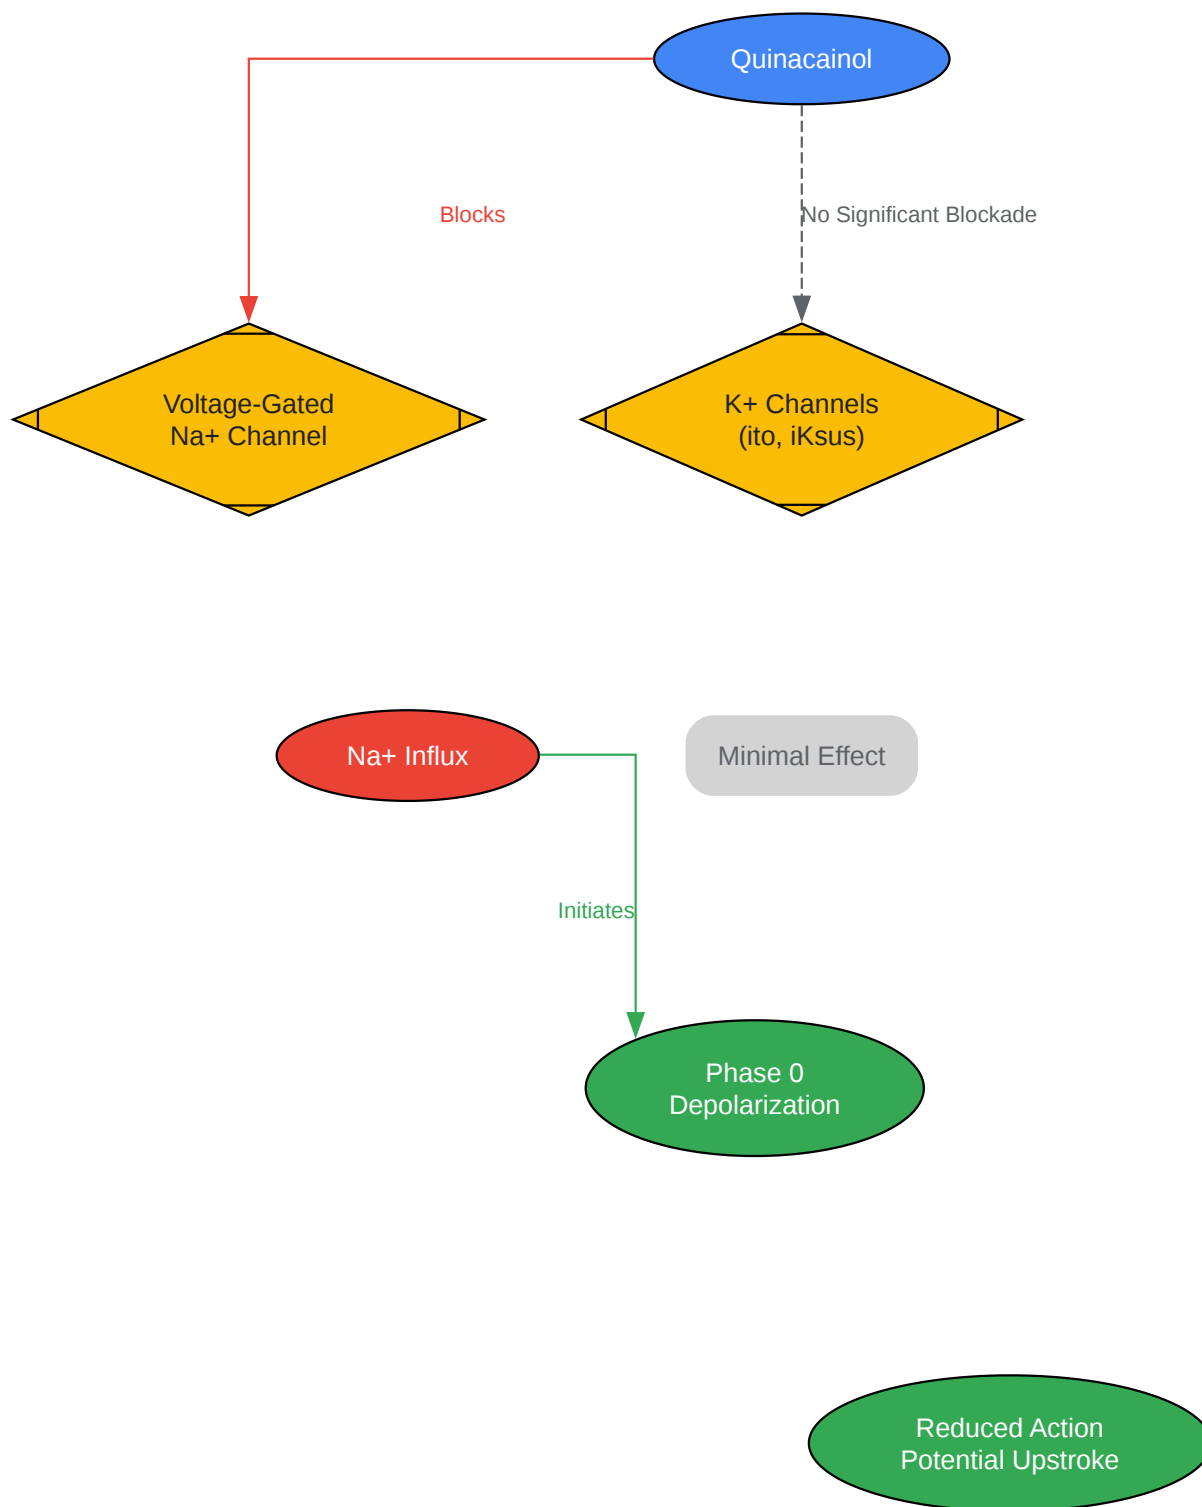 Quinacainol
Blocks
No Significant Blockade
Voltage-Gated
Na+ Channel
K+ Channels
(ito, iKsus)
Na+ Influx
Minimal Effect
Initiates
Phase 0
Depolarization
Reduced Action
Potential Upstroke